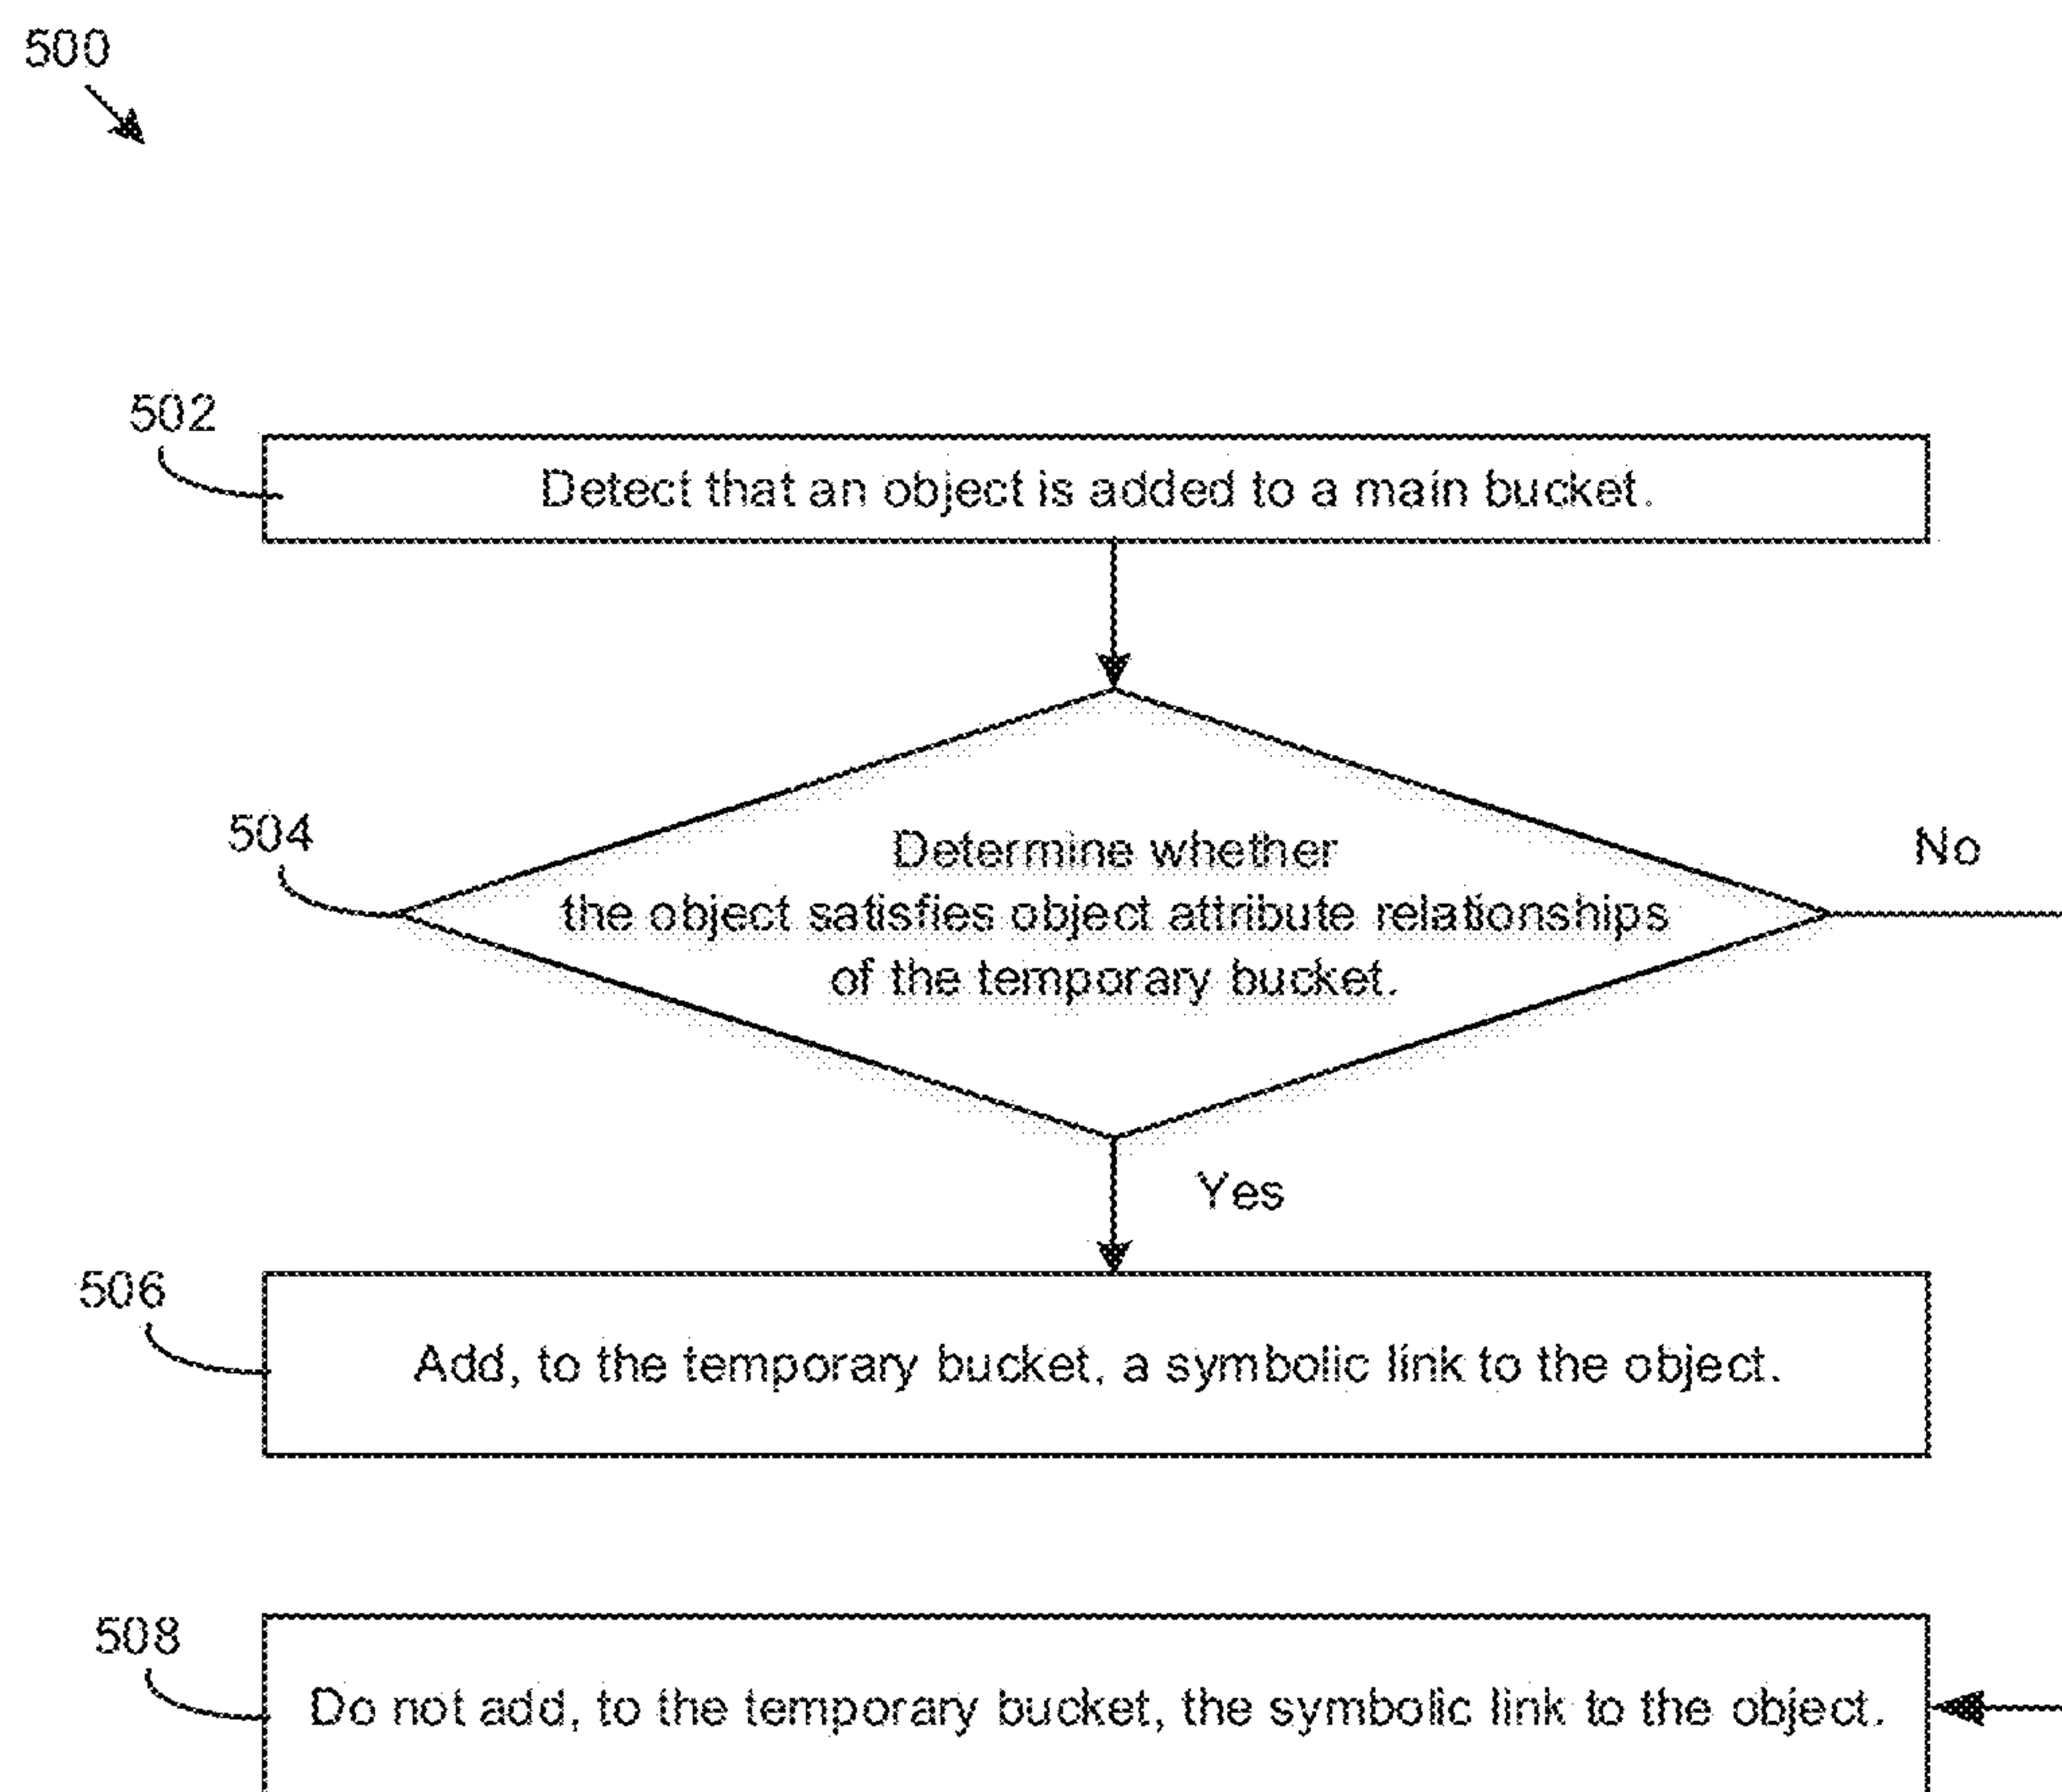 500
502
Detect that an object is added to a main bucket.
504
Determine whether
the object satisfies object attribute relationships
of the temporary bucket.
No
Yes
506
Add, to the temporary bucket, a symbolic link to the object.
508
Do not add, to the temporary bucket, the symbolic link to the object.